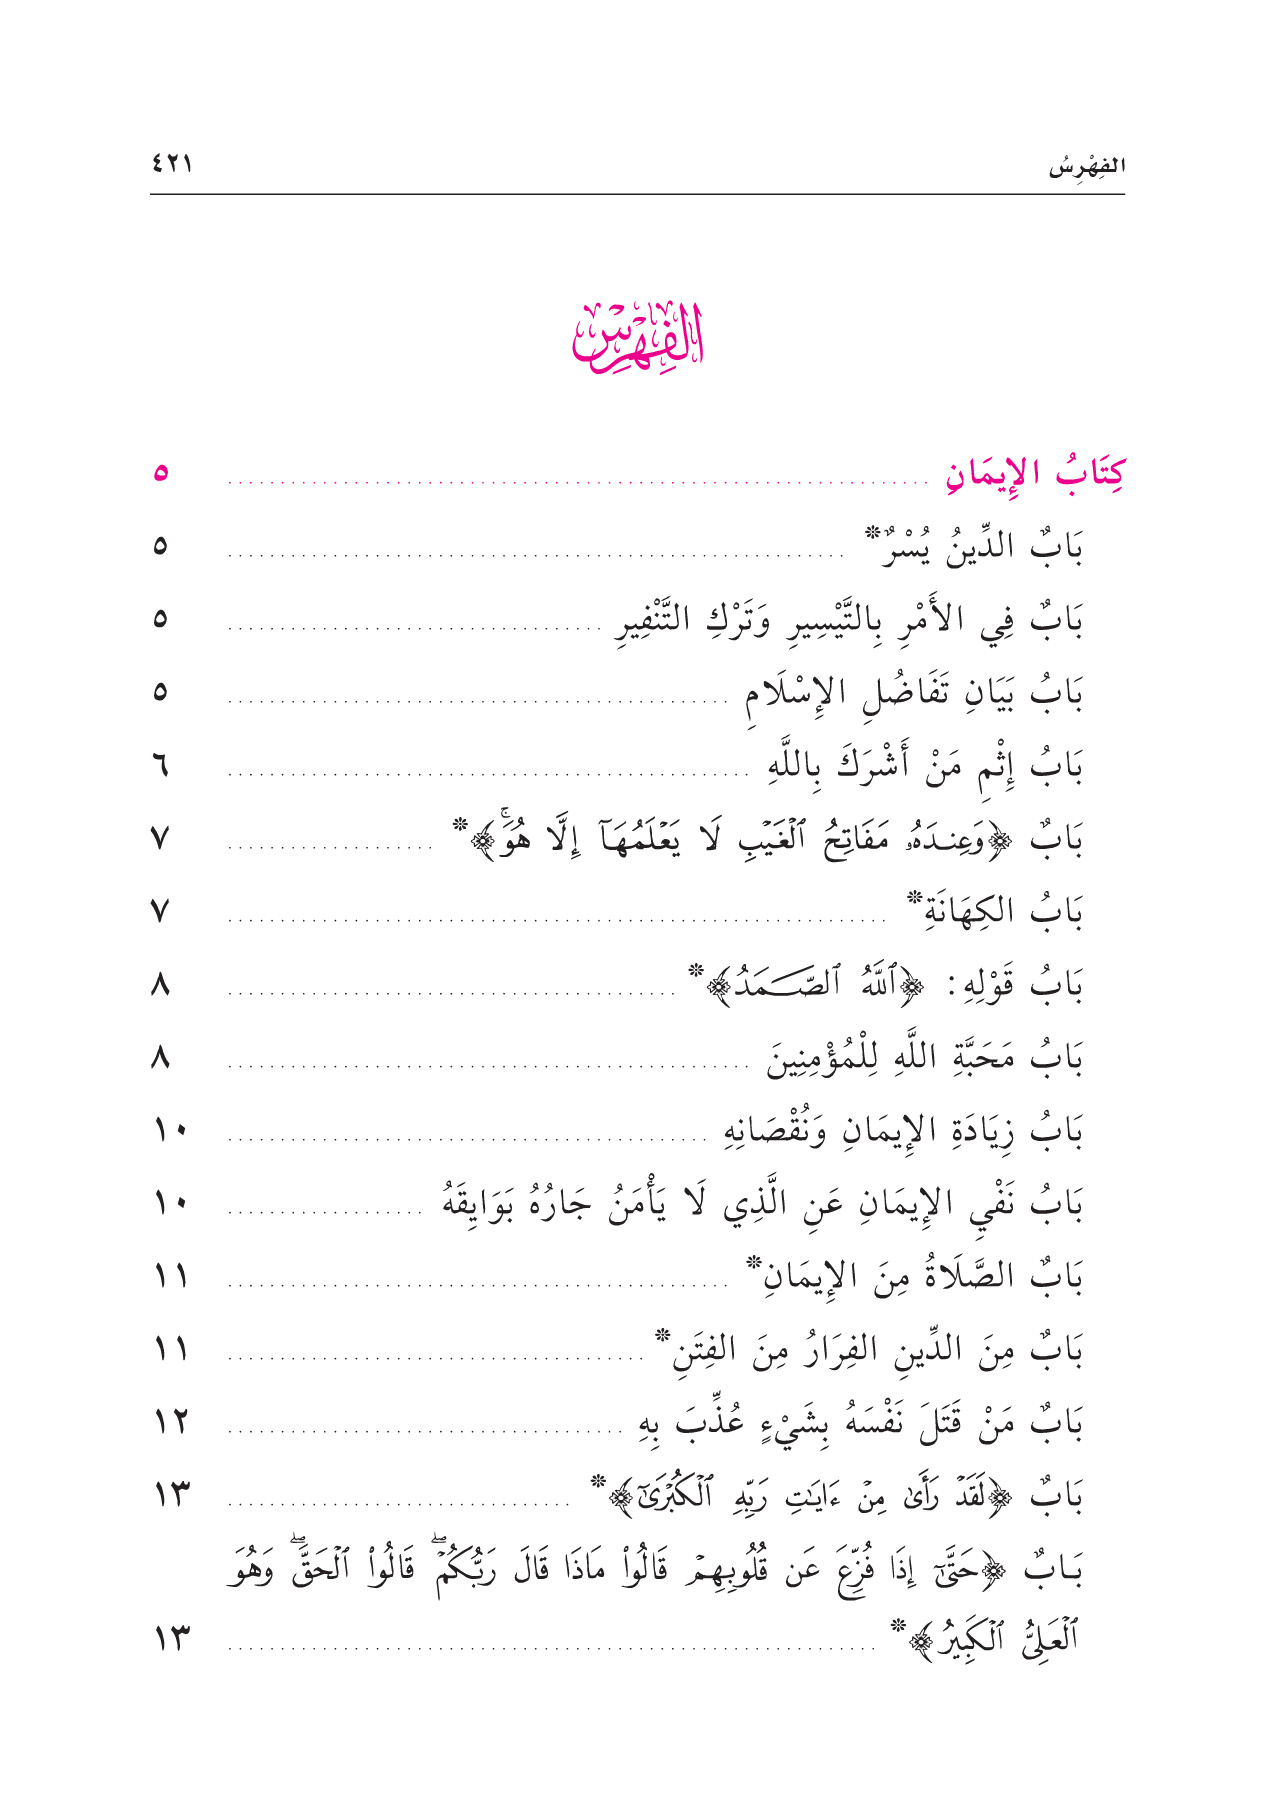 الفِهْرِسُ ٤٢١
الفِهْرِسُ
كِتَابُ الإِيمَانِ ................ ٥
بَابٌ الدِّينُ يُسْرٌ* ................ ٥
بَابٌ فِي الأَمْرِ بِالتَّيْسِيرِ وَتَرْكِ التَّنْفِيرِ ................ ٥
بَابُ بَيَانِ تَفَاضُلِ الإِسْلَامِ ................ ٥
بَابُ إِثْمِ مَنْ أَشْرَكَ بِاللَّهِ ................ ٦
بَابٌ ﴿وَعِندَهُۥ مَفَاتِحُ ٱلْغَيْبِ لَا يَعْلَمُهَآ إِلَّا هُوَۚ﴾* ................ ٧
بَابُ الكِهَانَةِ* ................ ٧
بَابُ قَوْلِهِ: ﴿ٱللَّهُ ٱلصَّمَدُ﴾* ................ ٨
بَابُ مَحَبَّةِ اللَّهِ لِلْمُؤْمِنِينَ ................ ٨
بَابُ زِيَادَةِ الإِيمَانِ وَنُقْصَانِهِ ................ ١٠
بَابُ نَفْيِ الإِيمَانِ عَنِ الَّذِي لَا يَأْمَنُ جَارُهُ بَوَايِقَهُ ................ ١٠
بَابٌ الصَّلَاةُ مِنَ الإِيمَانِ* ................ ١١
بَابٌ مِنَ الدِّينِ الفِرَارُ مِنَ الفِتَنِ* ................ ١١
بَابٌ مَنْ قَتَلَ نَفْسَهُ بِشَيْءٍ عُذِّبَ بِهِ ................ ١٢
بَابٌ ﴿لَقَدْ رَأَىٰ مِنْ ءَايَٰتِ رَبِّهِ ٱلْكُبْرَىٰٓ﴾* ................ ١٣
بَابٌ ﴿حَتَّىٰٓ إِذَا فُزِّعَ عَن قُلُوبِهِمْ قَالُوا۟ مَاذَا قَالَ رَبُّكُمْۖ قَالُوا۟ ٱلْحَقَّۖ وَهُوَ
ٱلْعَلِىُّ ٱلْكَبِيرُ﴾* ................ ١٣